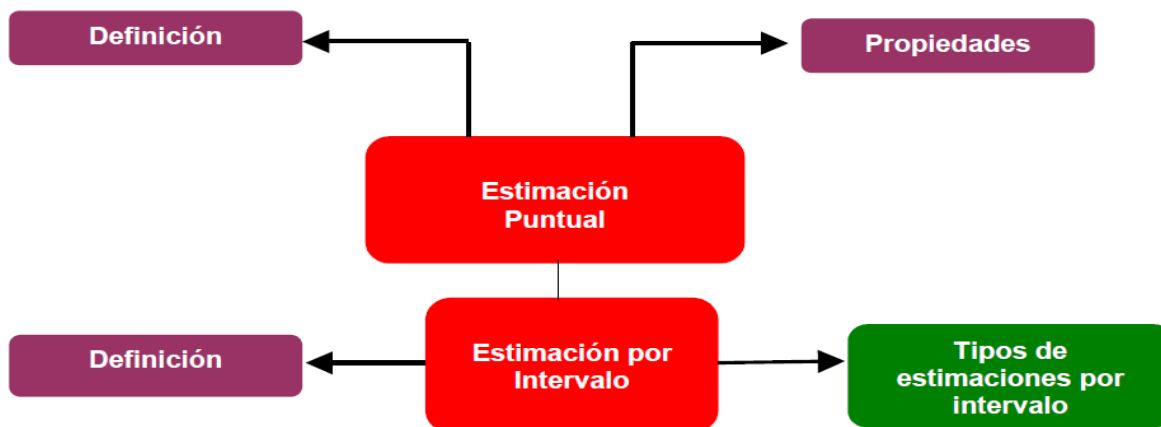 Definición
Propiedades
Estimación
Puntual
Definición
Estimación por
Intervalo
Tipos de
estimaciones por
intervalo